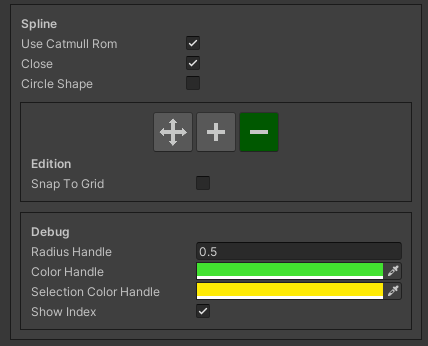 Spline
Use Catmull Rom
Close
Circle Shape
Edition
Snap To Grid
Debug
Radius Handle 0.5
Color Handle
Selection Color Handle
Show Index